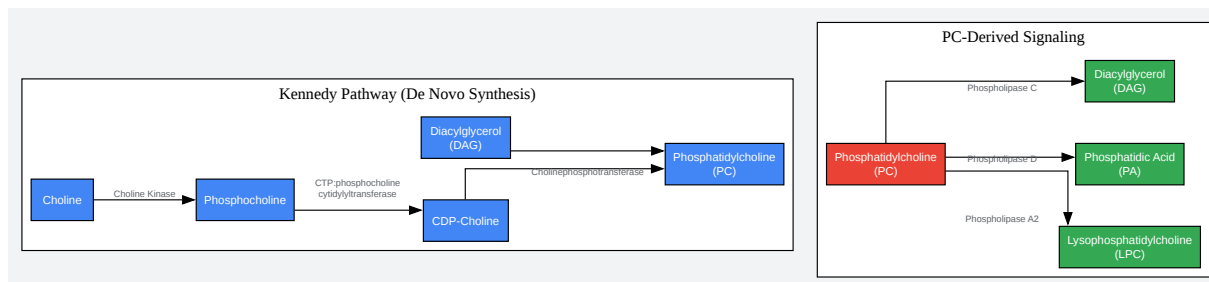 Kennedy Pathway (De Novo Synthesis)
Choline
Choline Kinase
Phosphocholine
CTP:phosphocholine
cytidylyltransferase
Diacylglycerol
(DAG)
CDP-Choline
Cholinephosphotransferase
Phosphatidylcholine
(PC)
PC-Derived Signaling
Phosphatidylcholine
(PC)
Phospholipase C
Diacylglycerol
(DAG)
Phospholipase D
Phosphatidic Acid
(PA)
Phospholipase A2
Lysophosphatidylcholine
(LPC)